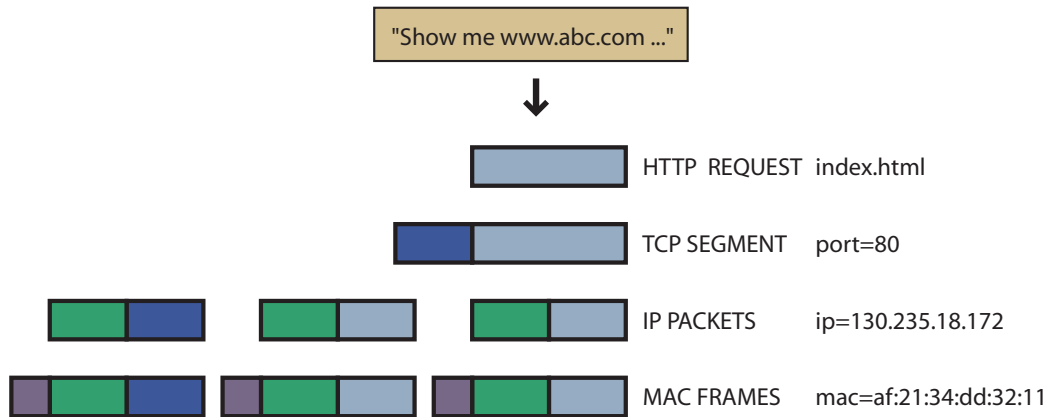 "Show me www.abc.com ..."
HTTP REQUEST index.html
TCP SEGMENT port=80
IP PACKETS ip=130.235.18.172
MAC FRAMES mac=af:21:34:dd:32:11